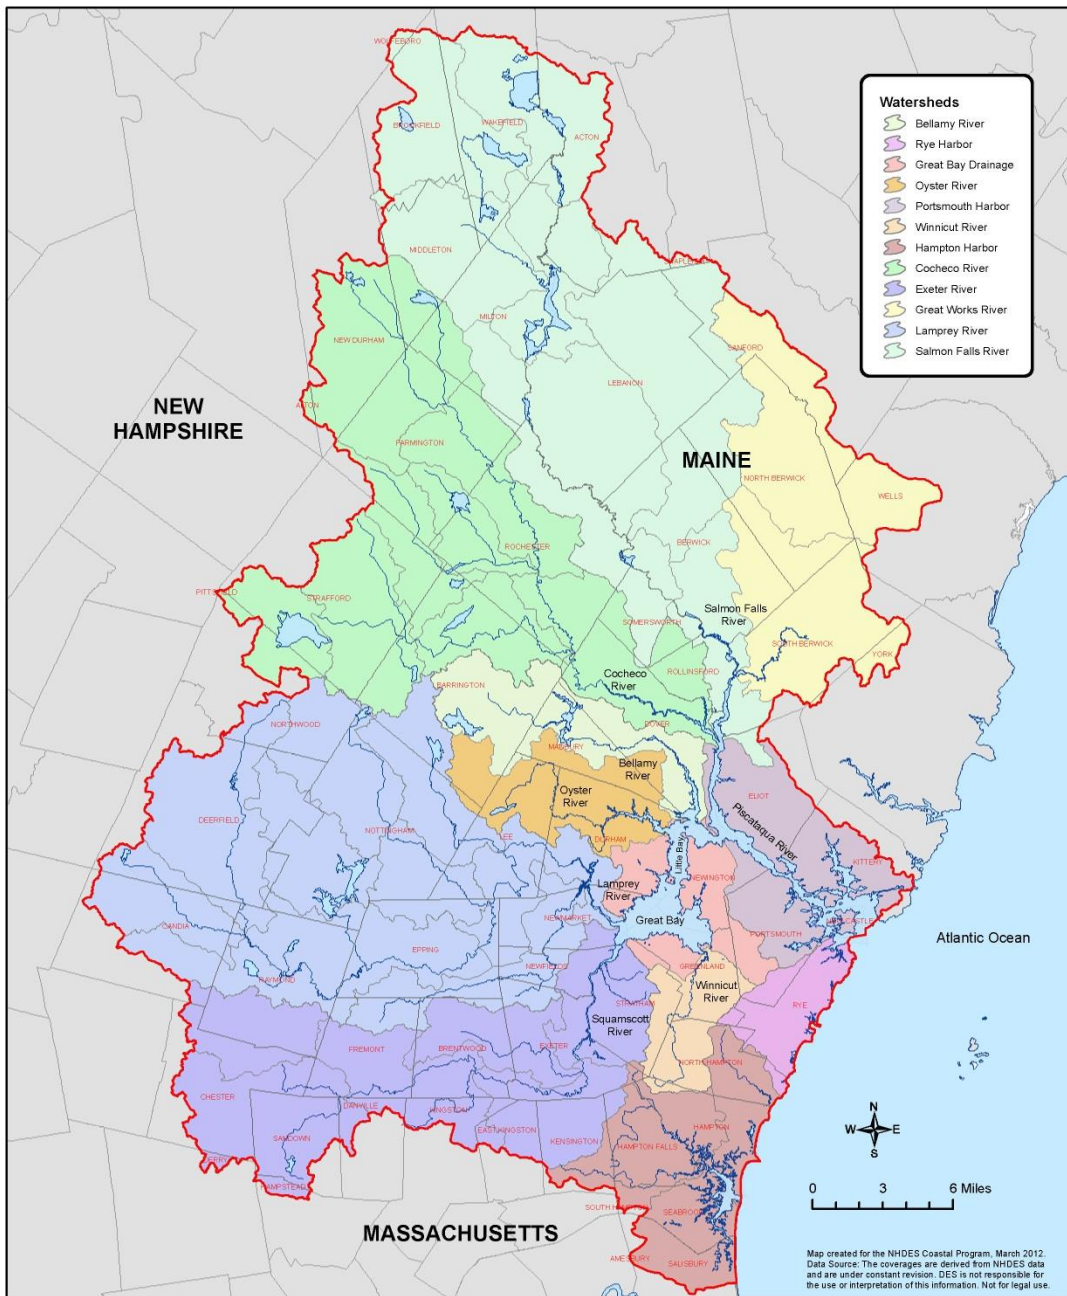 WOLFEBORO
BROOKFIELD
WAKEFIELD
ACTON
Watersheds
Bellamy River
Rye Harbor
Great Bay Drainage
Oyster River
Portsmouth Harbor
Winnicut River
Hampton Harbor
Cocheco River
Exeter River
Great Works River
Lamprey River
Salmon Falls River
MIDDLETON
MILTON
NEW DURHAM
SANFORD
LEBANON
ALTON
NEW
HAMPSHIRE
FARMINGTON
MAINE
NORTH BERWICK
WELLS
ROCHESTER
BERWICK
PITTSFIELD
STRAFFORD
SOMERSWORTH
Salmon Falls
River
SOUTH BERWICK
YORK
ROLLINSFORD
Cocheco
River
BARRINGTON
NORTHWOOD
DOVER
MADBURY
Bellamy
River
Oyster
River
ELIOT
Piscataqua River
DEERFIELD
NOTTINGHAM
LEE
DURHAM
Little Bay
KITTERY
NEWINGTON
Lamprey
River
NEWMARKET
Great Bay
NEWCASTLE
PORTSMOUTH
Atlantic Ocean
CANDIA
EPPING
NEWFIELDS
GREENLAND
RAYMOND
Winnicut
River
STRATHAM
RYE
Squamscott
River
FREMONT
BRENTWOOD
EXETER
NORTH HAMPTON
CHESTER
DANVILLE
KINGSTON
SANDOWN
EAST KINGSTON
KENSINGTON
HAMPTON
HAMPTON FALLS
HAMPSTEAD
N
W E
S
0 3 6 Miles
SOUTH HAMPTON
SEABROOK
MASSACHUSETTS
AMESBURY
SALISBURY
Map created for the NHDES Coastal Program, March 2012.
Data Source: The coverages are derived from NHDES data
and are under constant revision. DES is not responsible for
the use or interpretation of this information. Not for legal use.